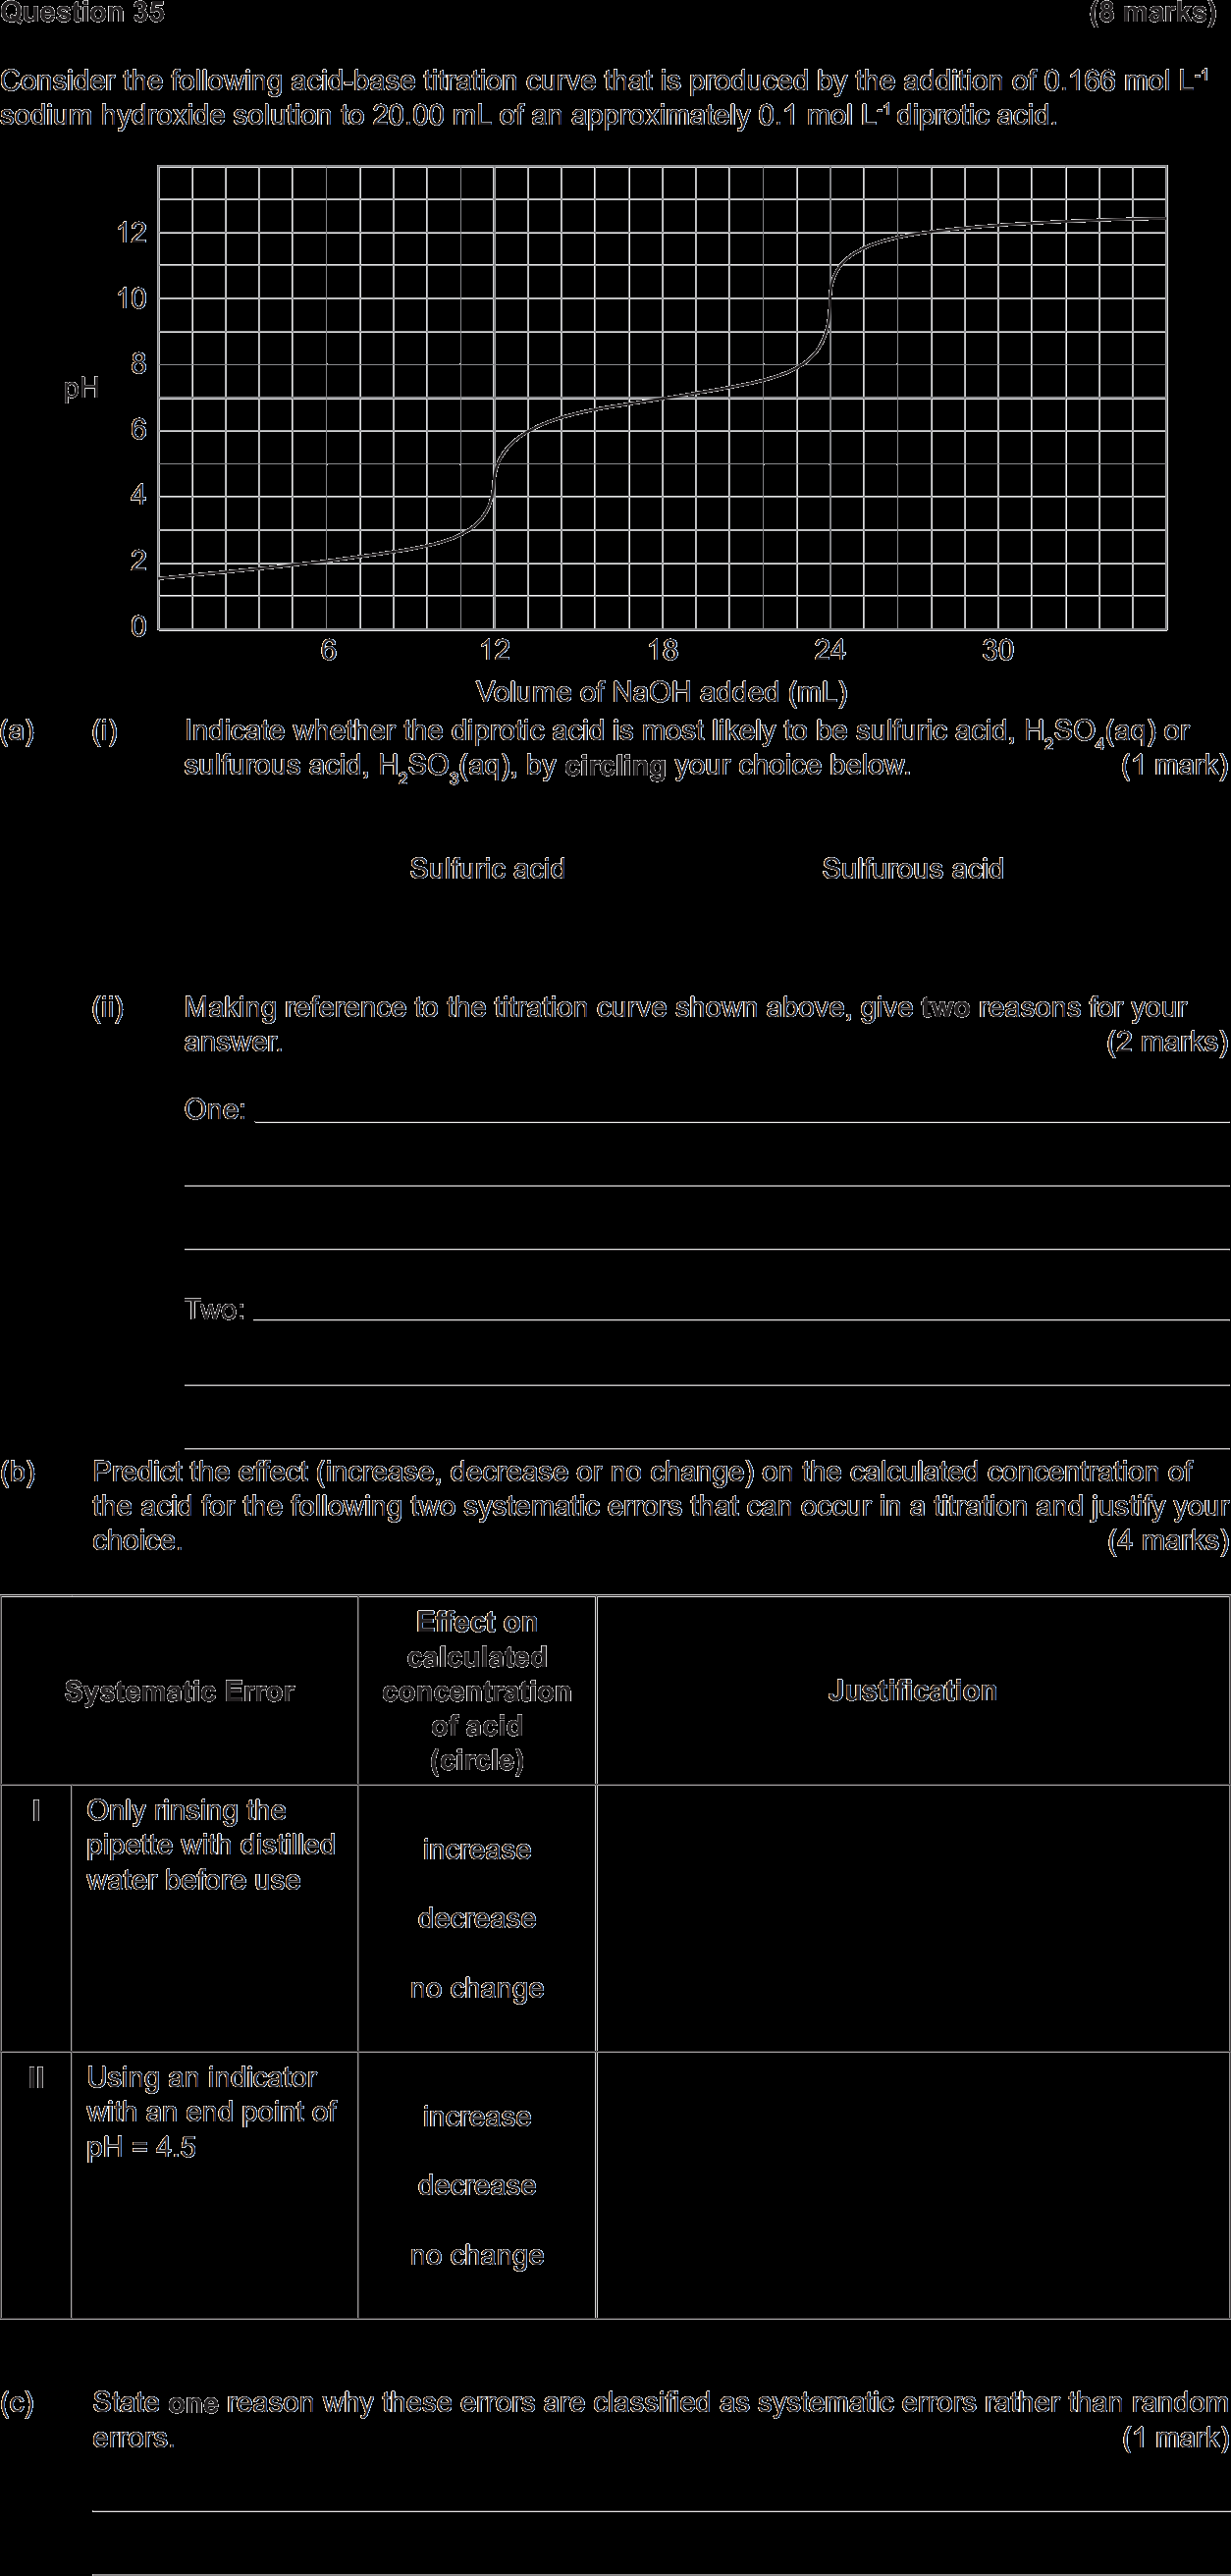 Question 35 (8 marks)
Consider the following acid-base titration curve that is produced by the addition of 0.166 mol L⁻¹
sodium hydroxide solution to 20.00 mL of an approximately 0.1 mol L⁻¹ diprotic acid.
12
10
8
pH
6
4
2
0
6 12 18 24 30
Volume of NaOH added (mL)
(a) (i) Indicate whether the diprotic acid is most likely to be sulfuric acid, H₂SO₄(aq) or
sulfurous acid, H₂SO₃(aq), by circling your choice below. (1 mark)
Sulfuric acid Sulfurous acid
(ii) Making reference to the titration curve shown above, give two reasons for your
answer. (2 marks)
One:
Two:
(b) Predict the effect (increase, decrease or no change) on the calculated concentration of
the acid for the following two systematic errors that can occur in a titration and justify your
choice. (4 marks)
Systematic Error
Effect on
calculated
concentration
of acid
(circle)
Justification
I
Only rinsing the
pipette with distilled
water before use
increase
decrease
no change
II
Using an indicator
with an end point of
pH = 4.5
increase
decrease
no change
(c) State one reason why these errors are classified as systematic errors rather than random
errors. (1 mark)